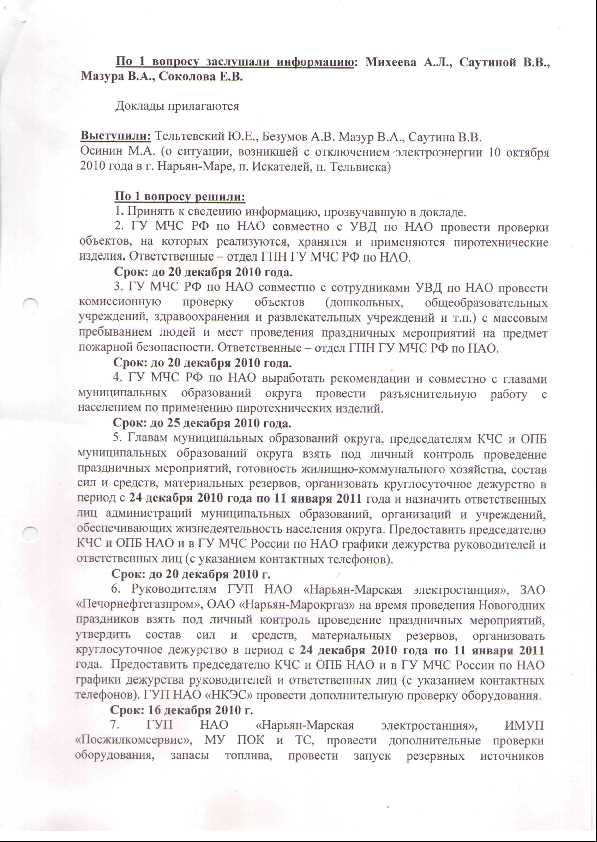 По 1 вопросу заслушали информацию: Михеева А.Л., Саутиной В.В.,
Мазура В.А., Соколова Е.В.
Доклады прилагаются
Выступили: Тельтевский Ю.Е., Безумов А.В. Мазур В.А., Саутина В.В.
Осинин М.А. (о ситуации, возникшей с отключением электроэнергии 10 октября
2010 года в г. Нарьян-Маре, п. Искателей, п. Тельвиска)
По 1 вопросу решили:
1. Принять к сведению информацию, прозвучавшую в докладе.
2. ГУ МЧС РФ по НАО совместно с УВД по НАО провести проверки
объектов, на которых реализуются, хранятся и применяются пиротехнические
изделия. Ответственные – отдел ГПН ГУ МЧС РФ по НАО.
Срок: до 20 декабря 2010 года.
3. ГУ МЧС РФ по НАО совместно с сотрудниками УВД по НАО провести
комиссионную проверку объектов (дошкольных, общеобразовательных
учреждений, здравоохранения и развлекательных учреждений и т.п.) с массовым
пребыванием людей и мест проведения праздничных мероприятий на предмет
пожарной безопасности. Ответственные – отдел ГПН ГУ МЧС РФ по НАО.
Срок: до 20 декабря 2010 года.
4. ГУ МЧС РФ по НАО выработать рекомендации и совместно с главами
муниципальных образований округа провести разъяснительную работу с
населением по применению пиротехнических изделий.
Срок: до 25 декабря 2010 года.
5. Главам муниципальных образований округа, председателям КЧС и ОПБ
муниципальных образований округа взять под личный контроль проведение
праздничных мероприятий, готовность жилищно-коммунального хозяйства, состав
сил и средств, материальных резервов, организовать круглосуточное дежурство в
период с 24 декабря 2010 года по 11 января 2011 года и назначить ответственных
лиц администраций муниципальных образований, организаций и учреждений,
обеспечивающих жизнедеятельность населения округа. Предоставить председателю
КЧС и ОПБ НАО и в ГУ МЧС России по НАО графики дежурства руководителей и
ответственных лиц (с указанием контактных телефонов).
Срок: до 20 декабря 2010 г.
6. Руководителям ГУП НАО «Нарьян-Марская электростанция», ЗАО
«Печорнефтегазпром», ОАО «Нарьян-Марокргаз» на время проведения Новогодних
праздников взять под личный контроль проведение праздничных мероприятий,
утвердить состав сил и средств, материальных резервов, организовать
круглосуточное дежурство в период с 24 декабря 2010 года по 11 января 2011
года. Предоставить председателю КЧС и ОПБ НАО и в ГУ МЧС России по НАО
графики дежурства руководителей и ответственных лиц (с указанием контактных
телефонов). ГУП НАО «НКЭС» провести дополнительную проверку оборудования.
Срок: 16 декабря 2010 г.
7. ГУП НАО «Нарьян-Марская электростанция», ИМУП
«Посжилкомсервис», МУ ПОК и ТС, провести дополнительные проверки
оборудования, запасы топлива, провести запуск резервных источников